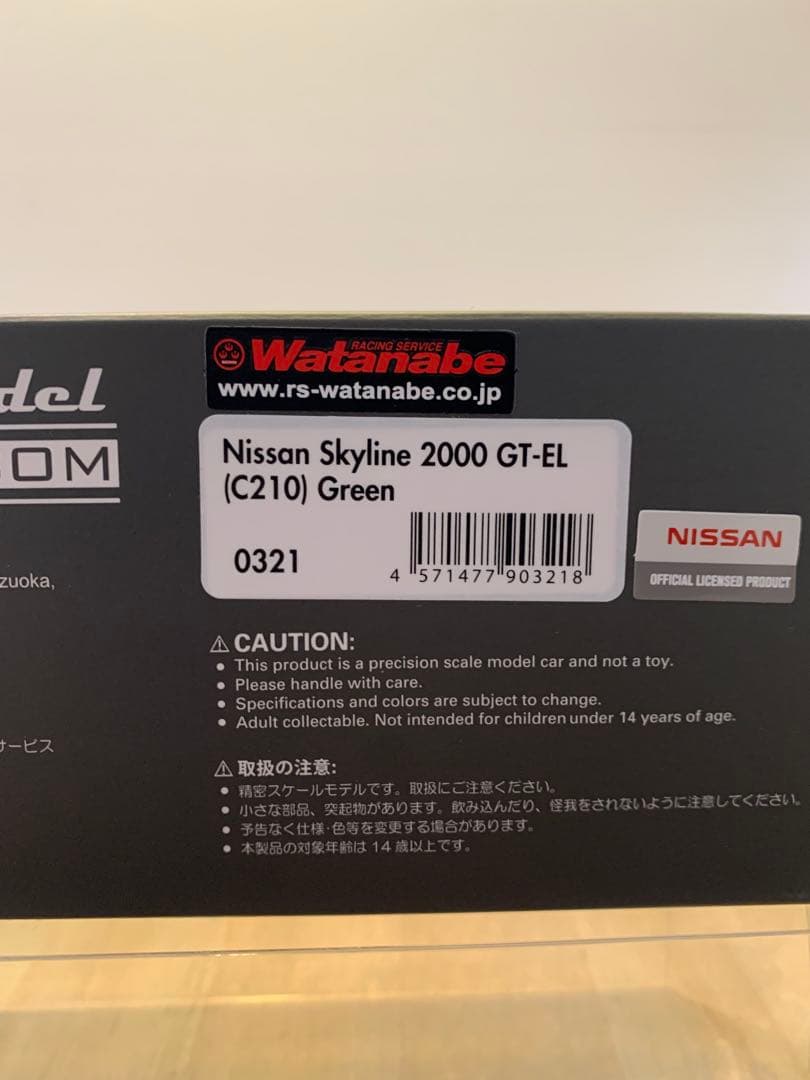 del
OM
zuoka,
サービス
RACING SERVICE
Watanabe
www.rs-watanabe.co.jp
Nissan Skyline 2000 GT-EL
(C210) Green
0321
4 571477 903218
NISSAN
OFFICIAL LICENSED PRODUCT
⚠ CAUTION:
• This product is a precision scale model car and not a toy.
• Please handle with care.
• Specifications and colors are subject to change.
• Adult collectable. Not intended for children under 14 years of age.
⚠ 取扱の注意:
• 精密スケールモデルです。取扱にご注意ください。
• 小さな部品、突起物があります。飲み込んだり、怪我をされないように注意してください。
• 予告なく仕様・色等を変更する場合があります。
• 本製品の対象年齢は14歳以上です。